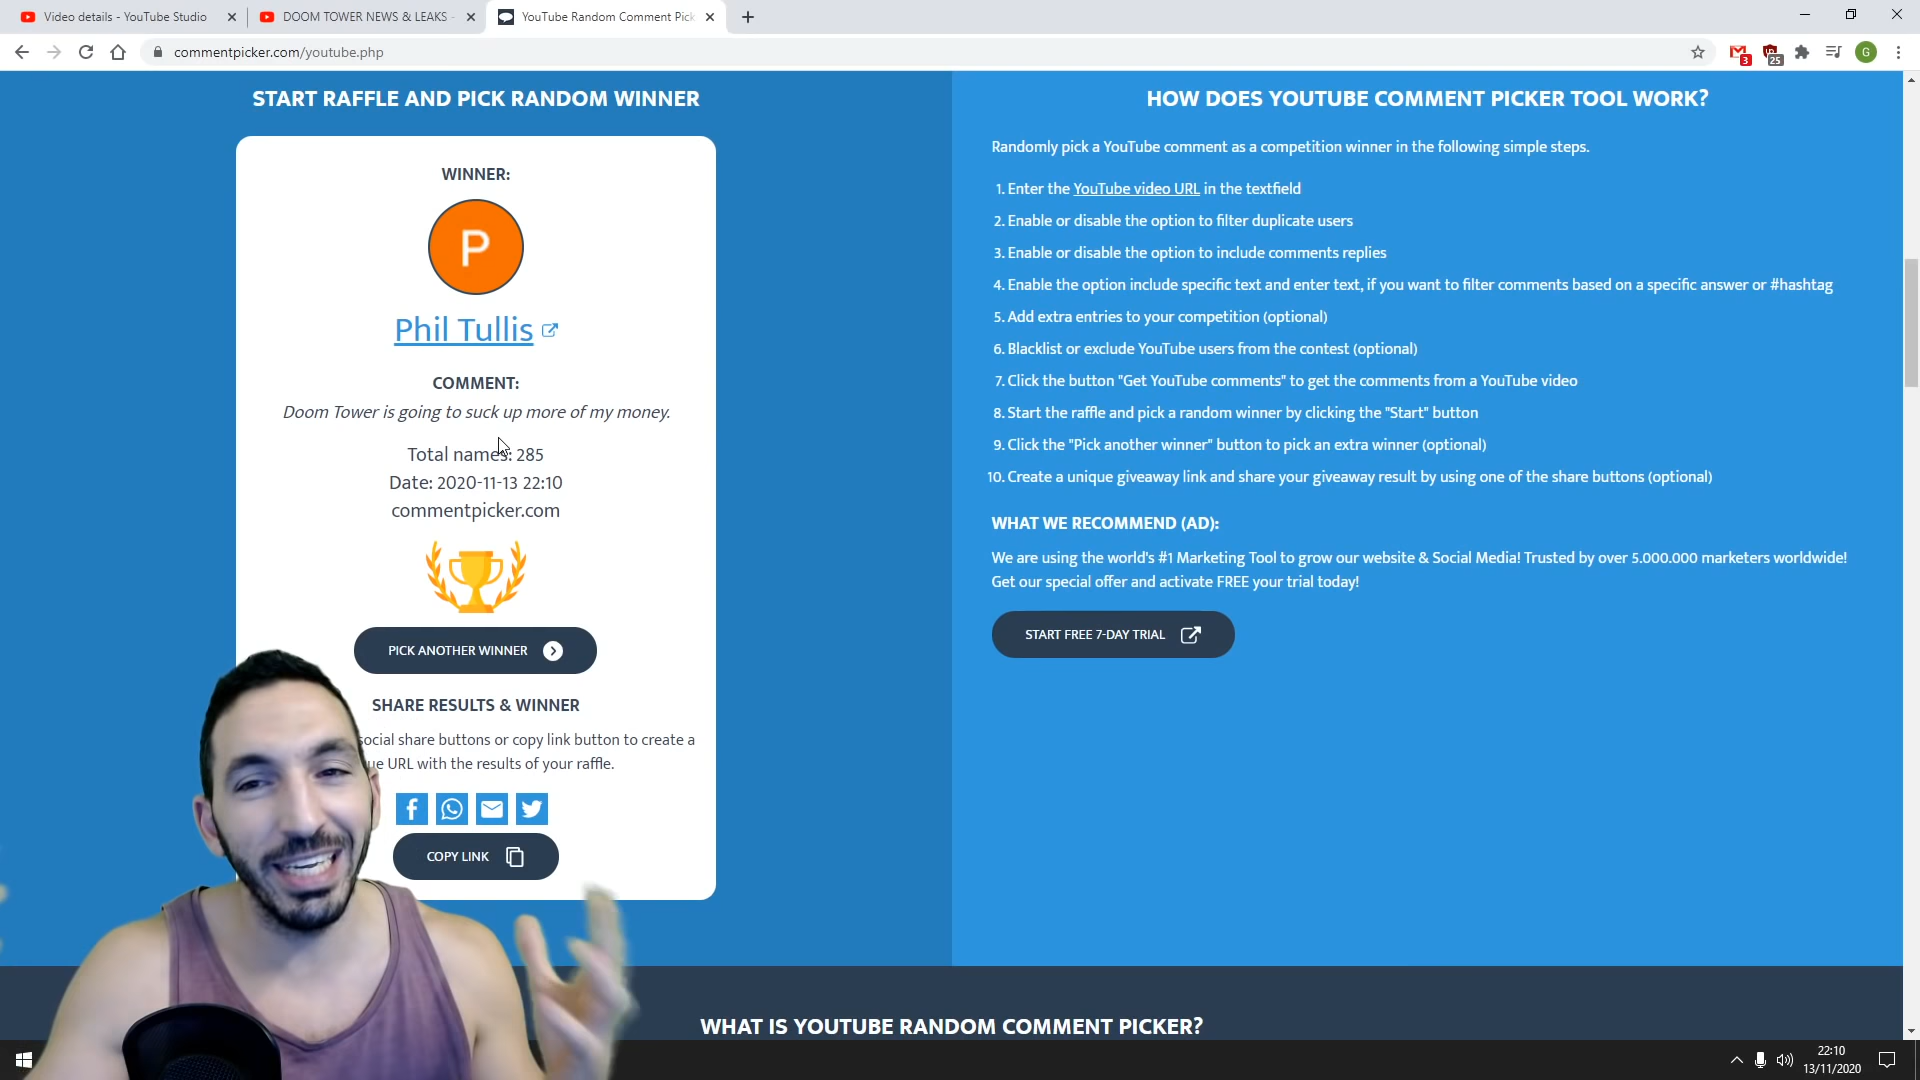 Video details - YouTube Studio
DOOM TOWER NEWS & LEAKS -
YouTube Random Comment Pick
commentpicker.com/youtube.php
3
25
G
START RAFFLE AND PICK RANDOM WINNER
WINNER:
P
Phil Tullis
COMMENT:
Doom Tower is going to suck up more of my money.
Total names: 285
Date: 2020-11-13 22:10
commentpicker.com
PICK ANOTHER WINNER
SHARE RESULTS & WINNER
social share buttons or copy link button to create a
URL with the results of your raffle.
COPY LINK
HOW DOES YOUTUBE COMMENT PICKER TOOL WORK?
Randomly pick a YouTube comment as a competition winner in the following simple steps.
1. Enter the YouTube video URL in the textfield
2. Enable or disable the option to filter duplicate users
3. Enable or disable the option to include comments replies
4. Enable the option include specific text and enter text, if you want to filter comments based on a specific answer or #hashtag
5. Add extra entries to your competition (optional)
6. Blacklist or exclude YouTube users from the contest (optional)
7. Click the button "Get YouTube comments" to get the comments from a YouTube video
8. Start the raffle and pick a random winner by clicking the "Start" button
9. Click the "Pick another winner" button to pick an extra winner (optional)
10. Create a unique giveaway link and share your giveaway result by using one of the share buttons (optional)
WHAT WE RECOMMEND (AD):
We are using the world's #1 Marketing Tool to grow our website & Social Media! Trusted by over 5.000.000 marketers worldwide!
Get our special offer and activate FREE your trial today!
START FREE 7-DAY TRIAL
WHAT IS YOUTUBE RANDOM COMMENT PICKER?
22:10
13/11/2020